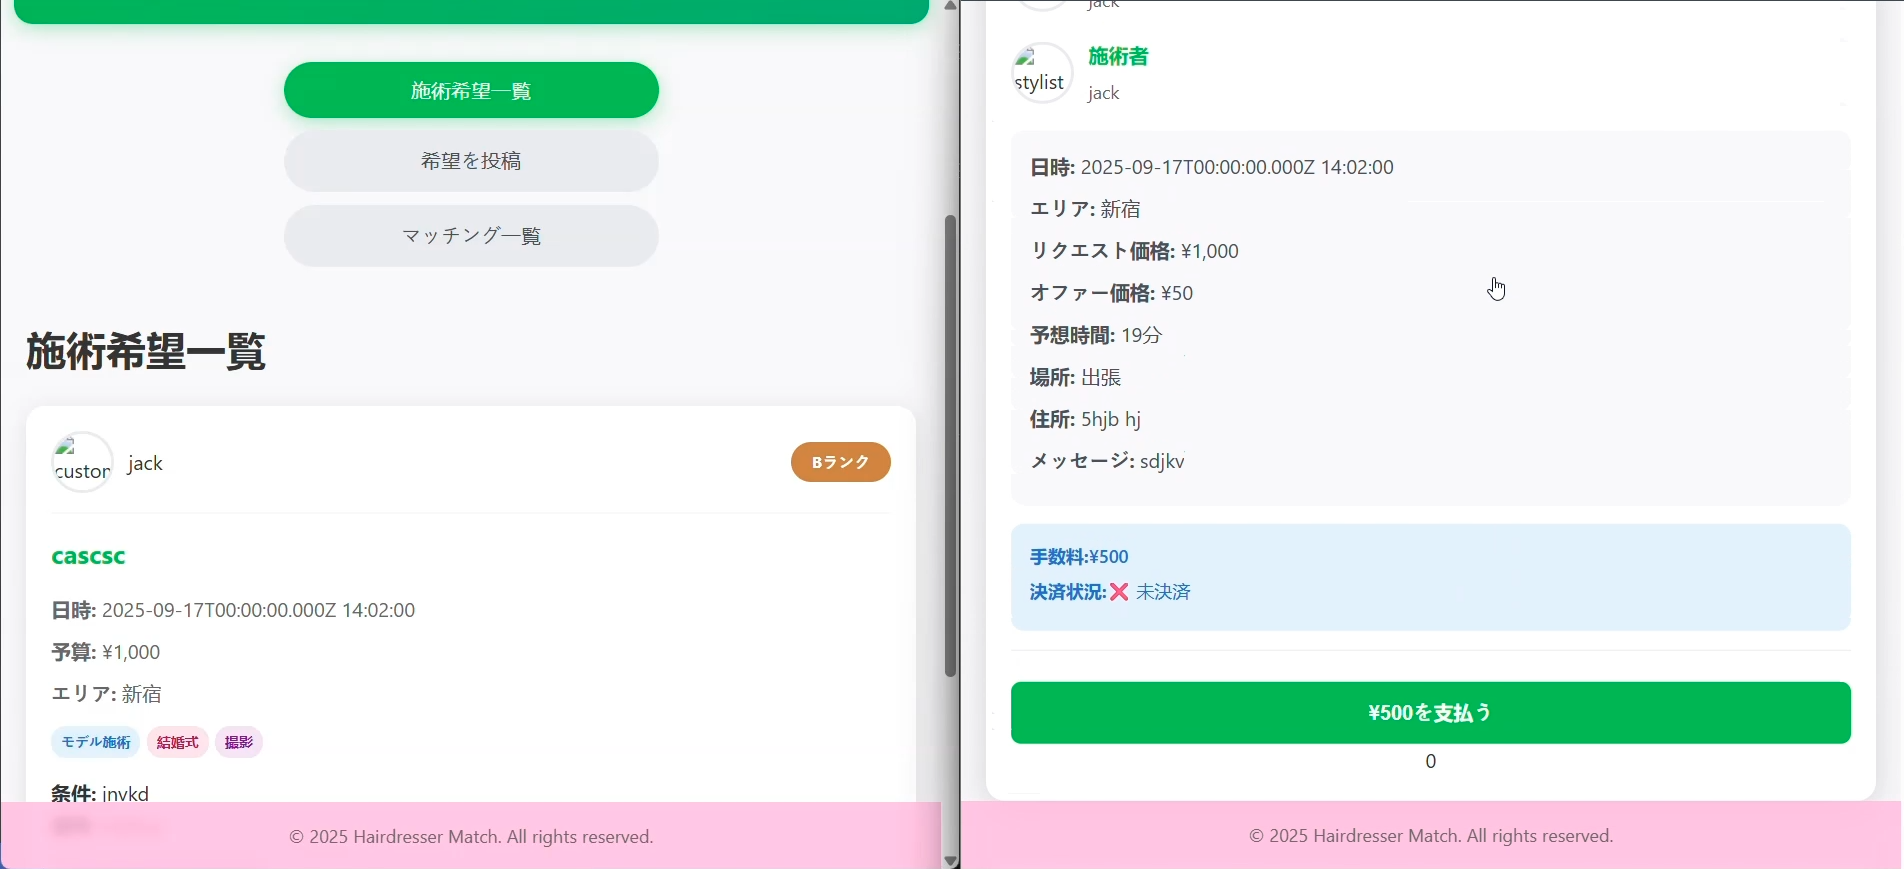 施術希望一覧
希望を投稿
マッチング一覧
施術希望一覧
custor
jack
Bランク
cascsc
日時: 2025-09-17T00:00:00.000Z 14:02:00
予算: ¥1,000
エリア: 新宿
モデル施術
結婚式
撮影
条件: jnvkd
© 2025 Hairdresser Match. All rights reserved.
jack
stylist
施術者
jack
日時: 2025-09-17T00:00:00.000Z 14:02:00
エリア: 新宿
リクエスト価格: ¥1,000
オファー価格: ¥50
予想時間: 19分
場所: 出張
住所: 5hjb hj
メッセージ: sdjkv
手数料:¥500
決済状況:❌ 未決済
¥500を支払う
0
© 2025 Hairdresser Match. All rights reserved.